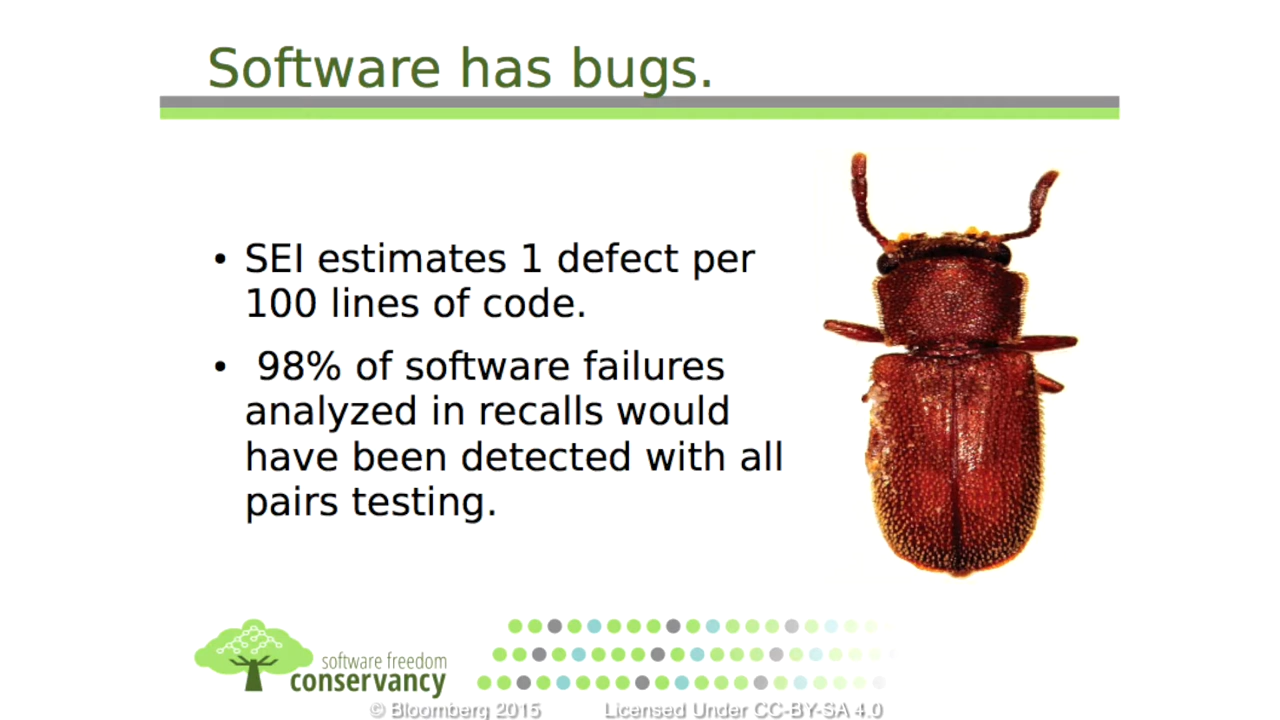 Software has bugs.
• SEI estimates 1 defect per
100 lines of code.
• 98% of software failures
analyzed in recalls would
have been detected with all
pairs testing.
software freedom
conservancy
© Bloomberg 2015 Licensed Under CC-BY-SA 4.0